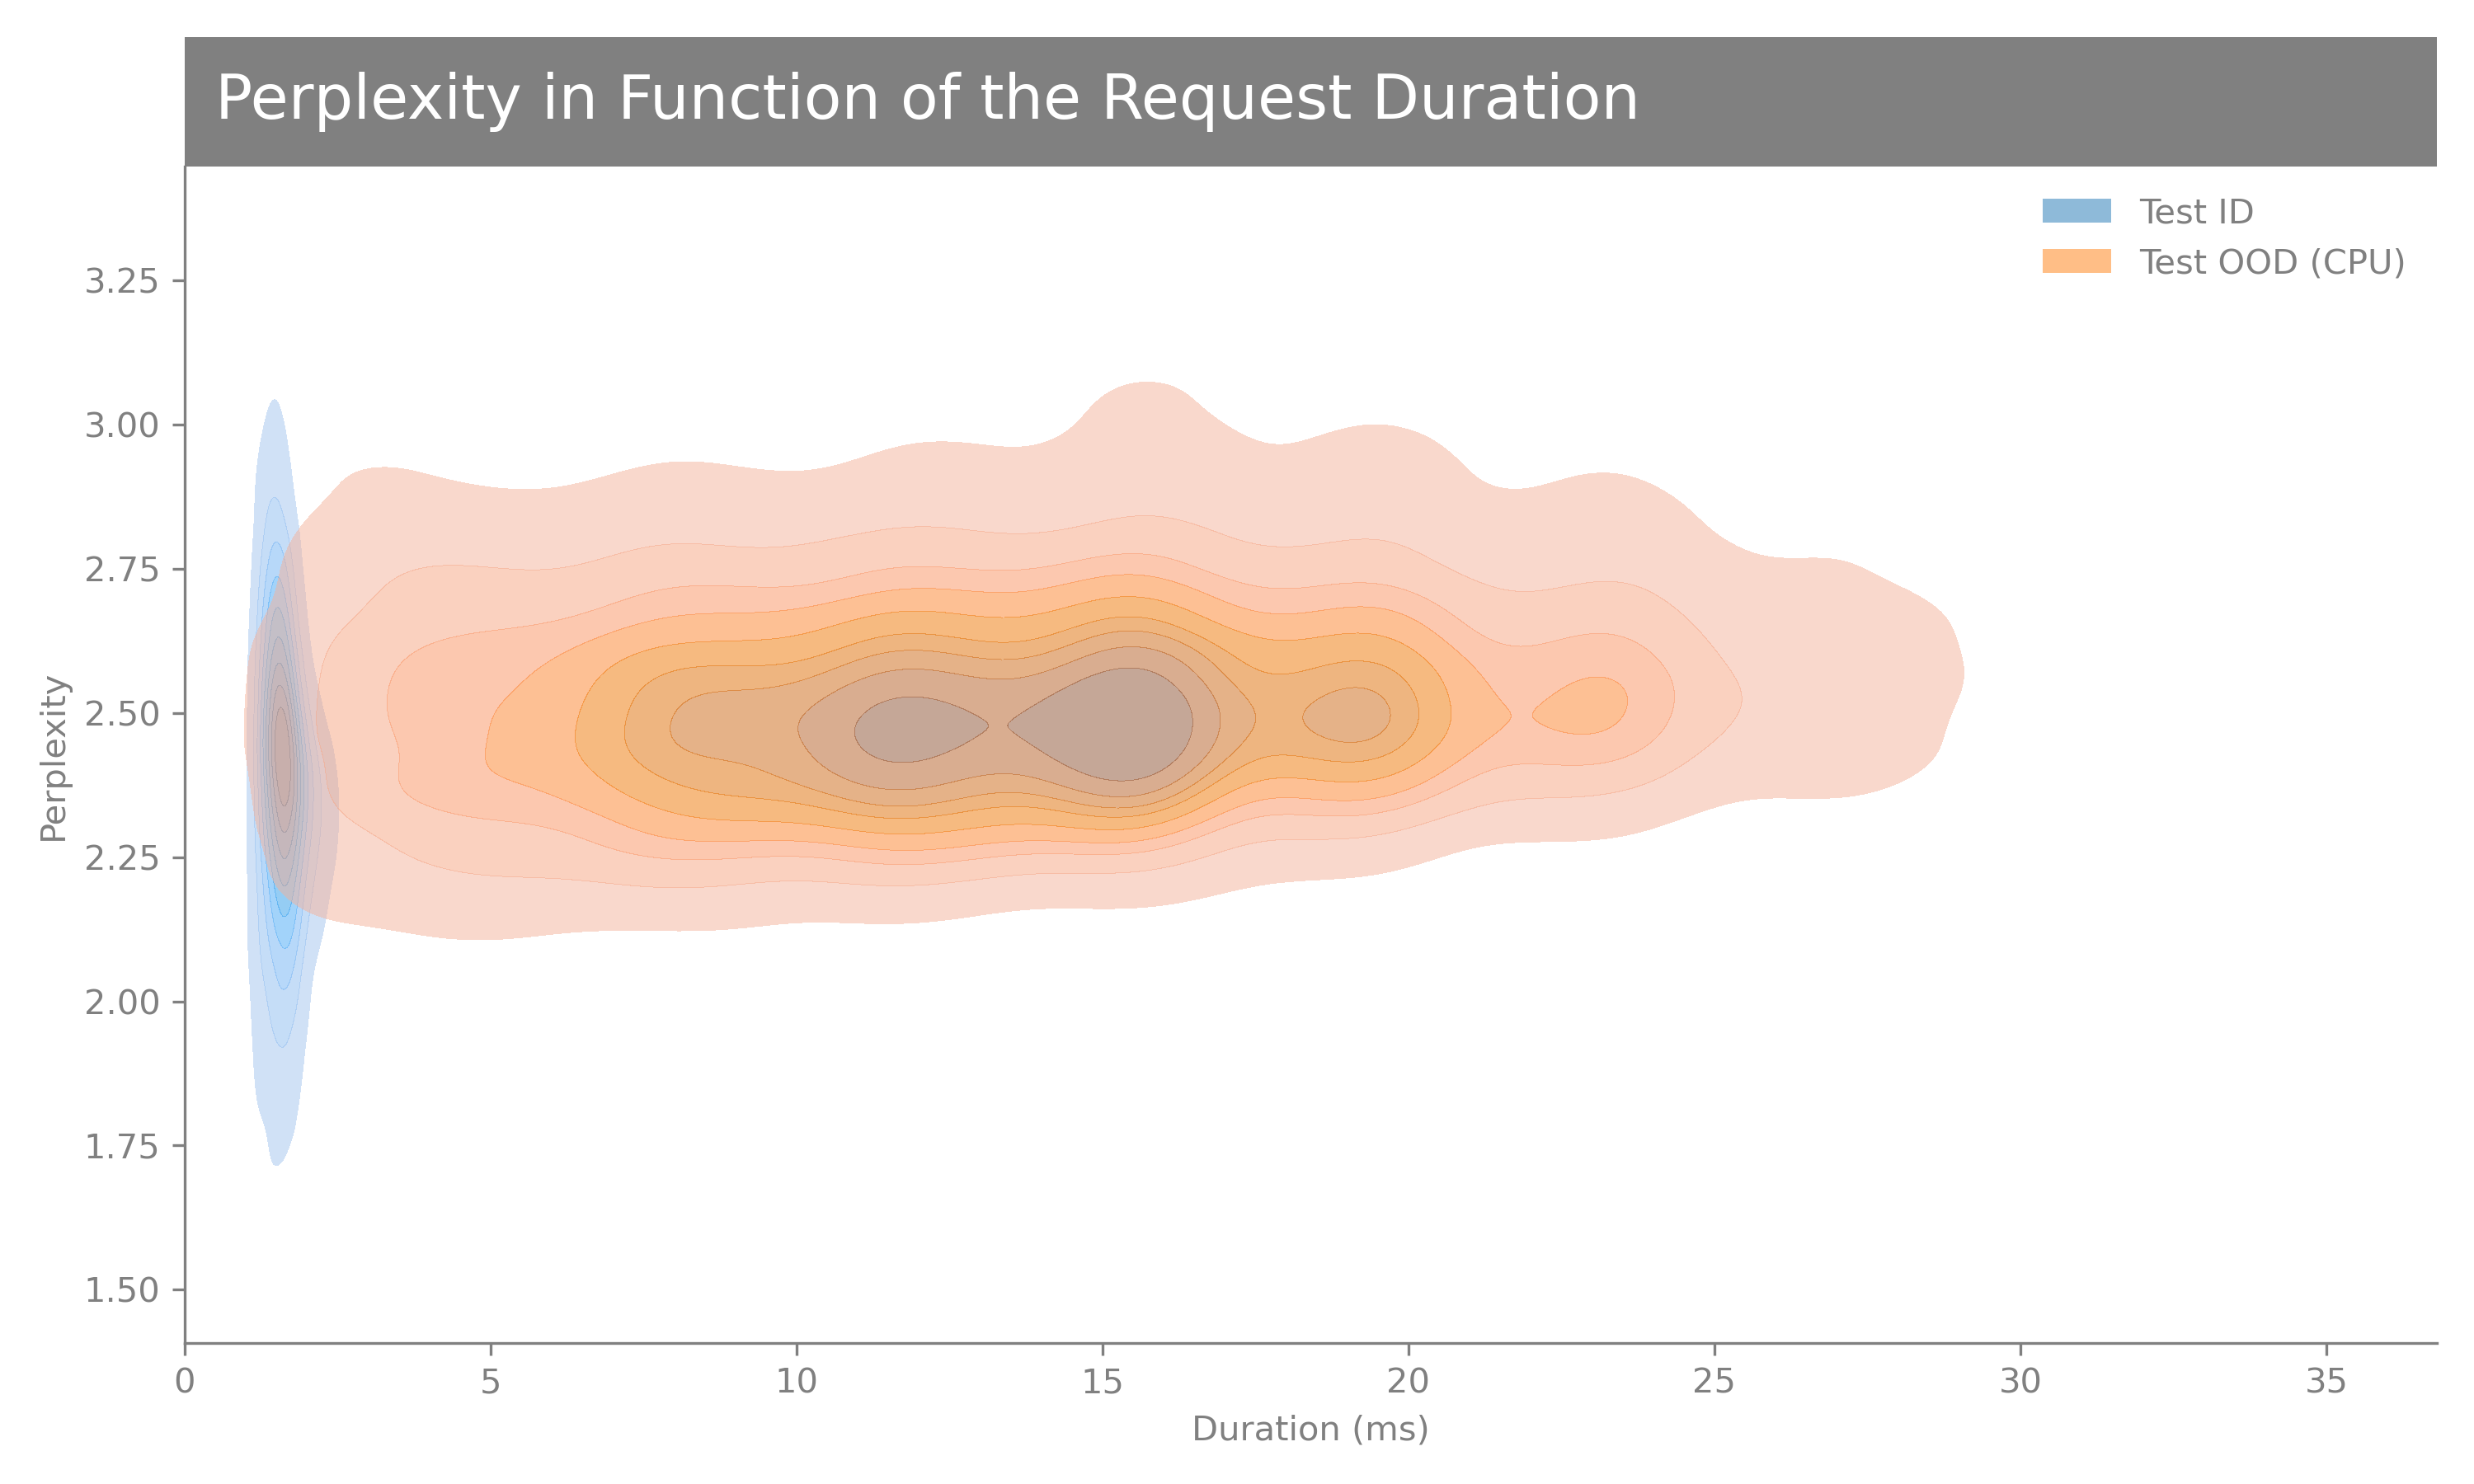 Perplexity in Function of the Request Duration
Test ID
Test OOD (CPU)
3.25
3.00
2.75
2.50
2.25
2.00
1.75
1.50
Perplexity
0 5 10 15 20 25 30 35
Duration (ms)